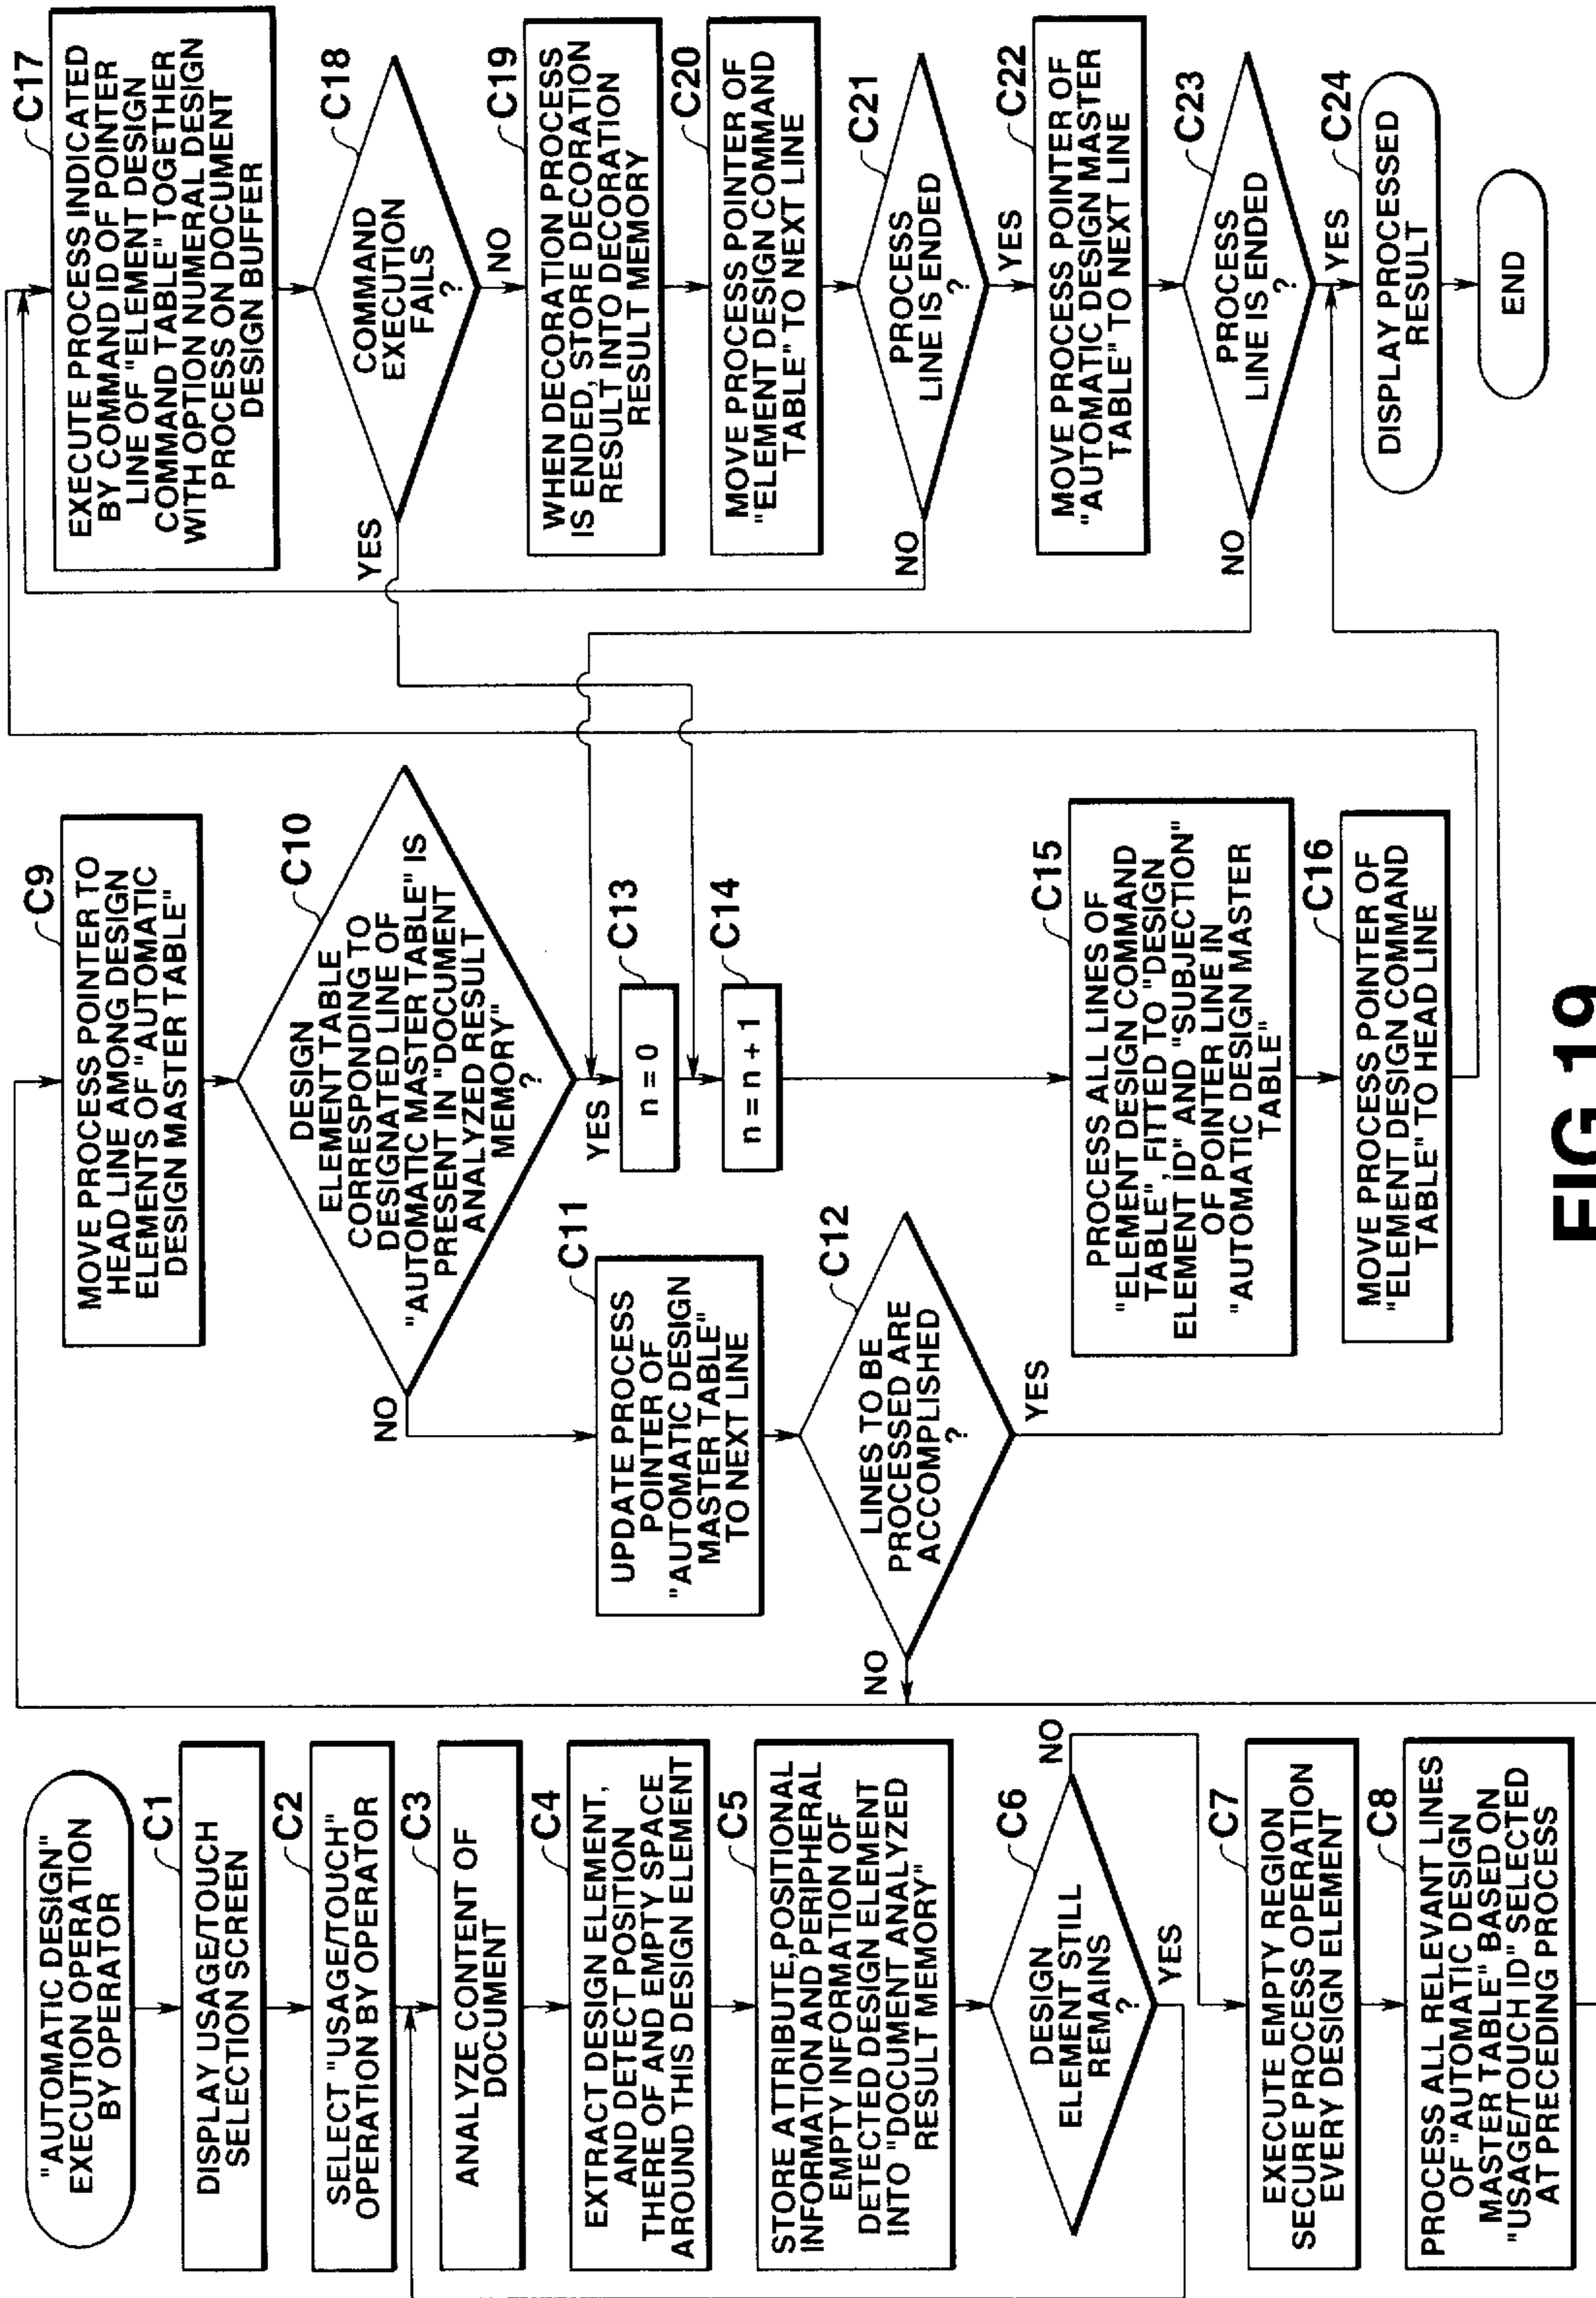 "AUTOMATIC DESIGN"
EXECUTION OPERATION
BY OPERATOR
C1
DISPLAY USAGE/TOUCH
SELECTION SCREEN
C2
SELECT "USAGE/TOUCH"
OPERATION BY OPERATOR
C3
ANALYZE CONTENT OF
DOCUMENT
C4
EXTRACT DESIGN ELEMENT,
AND DETECT POSITION
THERE OF AND EMPTY SPACE
AROUND THIS DESIGN ELEMENT
C5
STORE ATTRIBUTE,POSITIONAL
INFORMATION AND PERIPHERAL
EMPTY INFORMATION OF
DETECTED DESIGN ELEMENT
INTO "DOCUMENT ANALYZED
RESULT MEMORY"
C6
DESIGN
ELEMENT STILL
REMAINS
?
NO
YES
C7
EXECUTE EMPTY REGION
SECURE PROCESS OPERATION
EVERY DESIGN ELEMENT
C8
PROCESS ALL RELEVANT LINES
OF "AUTOMATIC DESIGN
MASTER TABLE" BASED ON
"USAGE/TOUCH ID" SELECTED
AT PRECEDING PROCESS
C9
MOVE PROCESS POINTER TO
HEAD LINE AMONG DESIGN
ELEMENTS OF "AUTOMATIC
DESIGN MASTER TABLE"
C10
DESIGN
ELEMENT TABLE
CORRESPONDING TO
DESIGNATED LINE OF
"AUTOMATIC MASTER TABLE" IS
PRESENT IN "DOCUMENT
ANALYZED RESULT
MEMORY"
?
NO
YES
C11
UPDATE PROCESS
POINTER OF
"AUTOMATIC DESIGN
MASTER TABLE"
TO NEXT LINE
C12
LINES TO BE
PROCESSED ARE
ACCOMPLISHED
?
NO
YES
C13
n = 0
C14
n = n + 1
C15
PROCESS ALL LINES OF
"ELEMENT DESIGN COMMAND
TABLE", FITTED TO "DESIGN
ELEMENT ID" AND "SUBJECTION"
OF POINTER LINE IN
"AUTOMATIC DESIGN MASTER
TABLE"
C16
MOVE PROCESS POINTER OF
"ELEMENT DESIGN COMMAND
TABLE" TO HEAD LINE
C17
EXECUTE PROCESS INDICATED
BY COMMAND ID OF POINTER
LINE OF "ELEMENT DESIGN
COMMAND TABLE" TOGETHER
WITH OPTION NUMERAL DESIGN
PROCESS ON DOCUMENT
DESIGN BUFFER
C18
COMMAND
EXECUTION
FAILS
?
YES
NO
C19
WHEN DECORATION PROCESS
IS ENDED, STORE DECORATION
RESULT INTO DECORATION
RESULT MEMORY
C20
MOVE PROCESS POINTER OF
"ELEMENT DESIGN COMMAND
TABLE" TO NEXT LINE
C21
PROCESS
LINE IS ENDED
?
NO
YES
C22
MOVE PROCESS POINTER OF
"AUTOMATIC DESIGN MASTER
TABLE" TO NEXT LINE
C23
PROCESS
LINE IS ENDED
?
NO
YES
C24
DISPLAY PROCESSED
RESULT
END
FIG.19